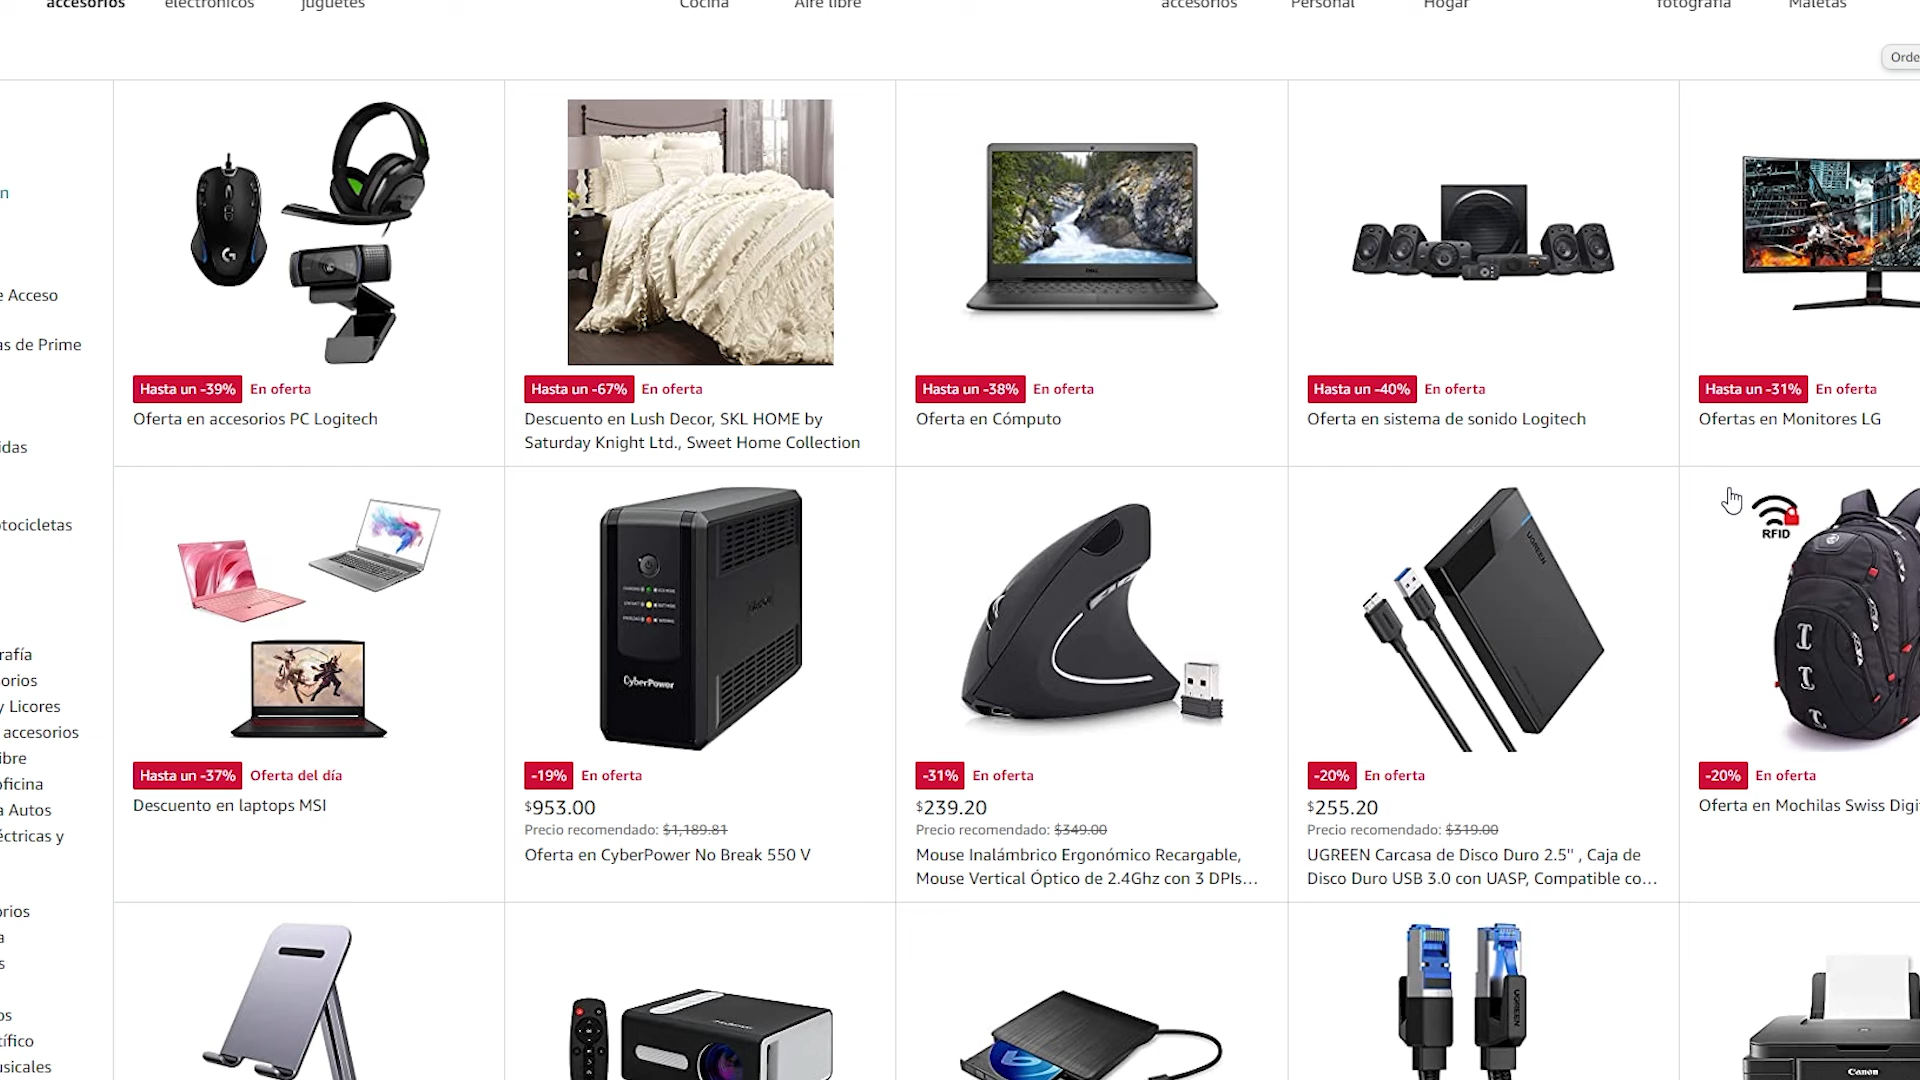 accesorios electrónicos juguetes Cocina Aire libre accesorios Personal Hogar fotografía Maletas
Orde
n
e Acceso
as de Prime
idas
otocicletas
rafía
orios
y Licores
accesorios
ibre
oficina
a Autos
éctricas y
orios
a
s
os
tífico
usicales
Hasta un -39% En oferta
Oferta en accesorios PC Logitech
Hasta un -67% En oferta
Descuento en Lush Decor, SKL HOME by
Saturday Knight Ltd., Sweet Home Collection
DELL
Hasta un -38% En oferta
Oferta en Cómputo
Hasta un -40% En oferta
Oferta en sistema de sonido Logitech
Hasta un -31% En oferta
Ofertas en Monitores LG
Hasta un -37% Oferta del día
Descuento en laptops MSI
CyberPower
-19% En oferta
$953.00
Precio recomendado: $1,189.81
Oferta en CyberPower No Break 550 V
-31% En oferta
$239.20
Precio recomendado: $349.00
Mouse Inalámbrico Ergonómico Recargable,
Mouse Vertical Óptico de 2.4Ghz con 3 DPIs…
UGREEN
-20% En oferta
$255.20
Precio recomendado: $319.00
UGREEN Carcasa de Disco Duro 2.5" , Caja de
Disco Duro USB 3.0 con UASP, Compatible co…
RFID
-20% En oferta
Oferta en Mochilas Swiss Digi
UGREEN
Canon